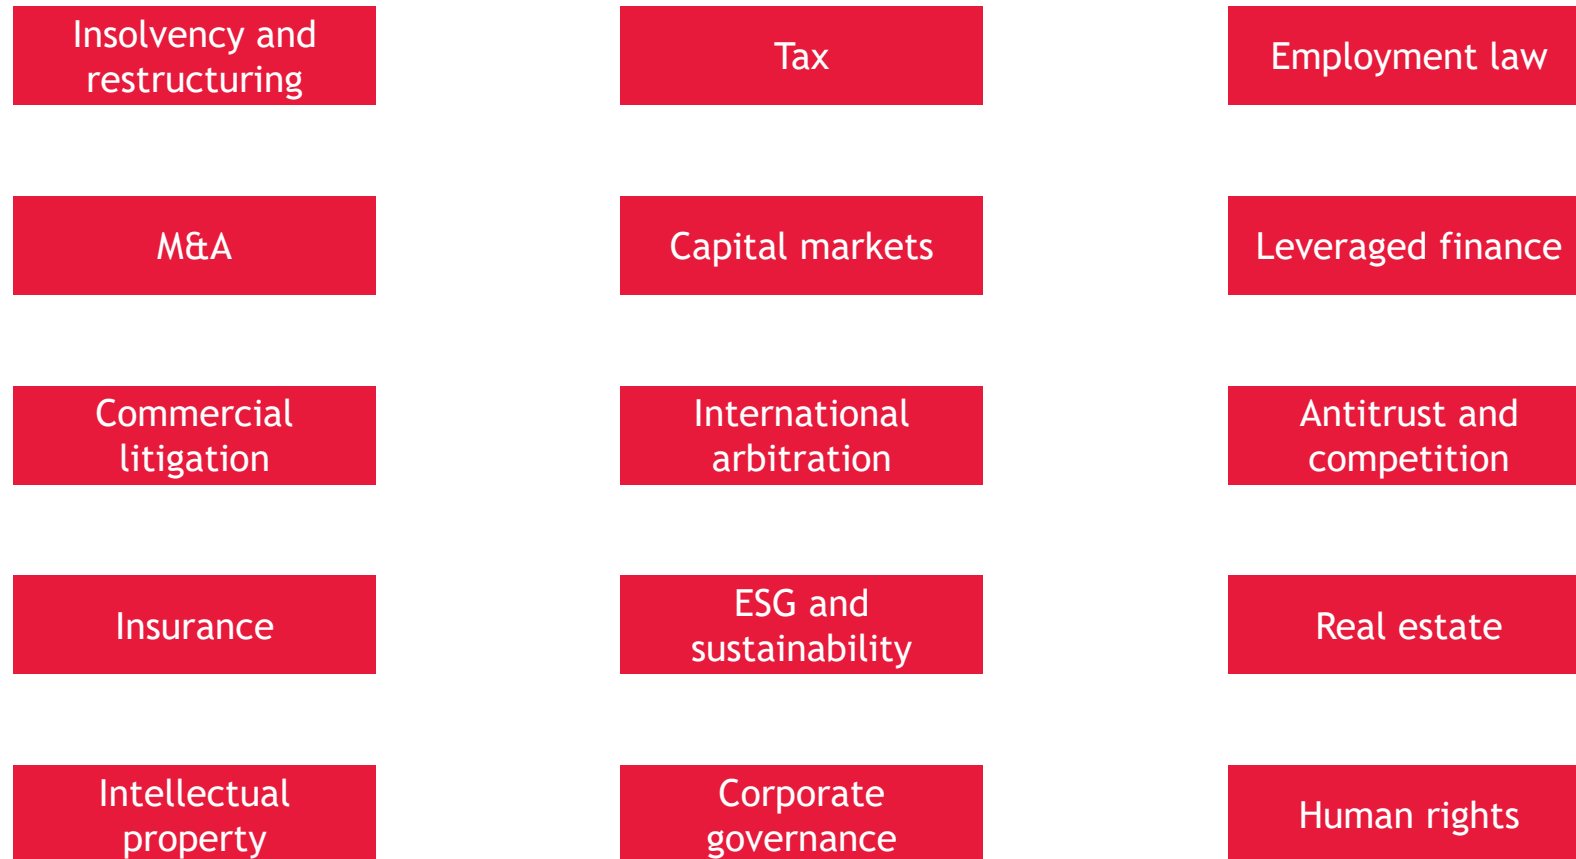 Insolvency and
restructuring
Tax
Employment law
M&A
Capital markets
Leveraged finance
Commercial
litigation
International
arbitration
Antitrust and
competition
Insurance
ESG and
sustainability
Real estate
Intellectual
property
Corporate
governance
Human rights